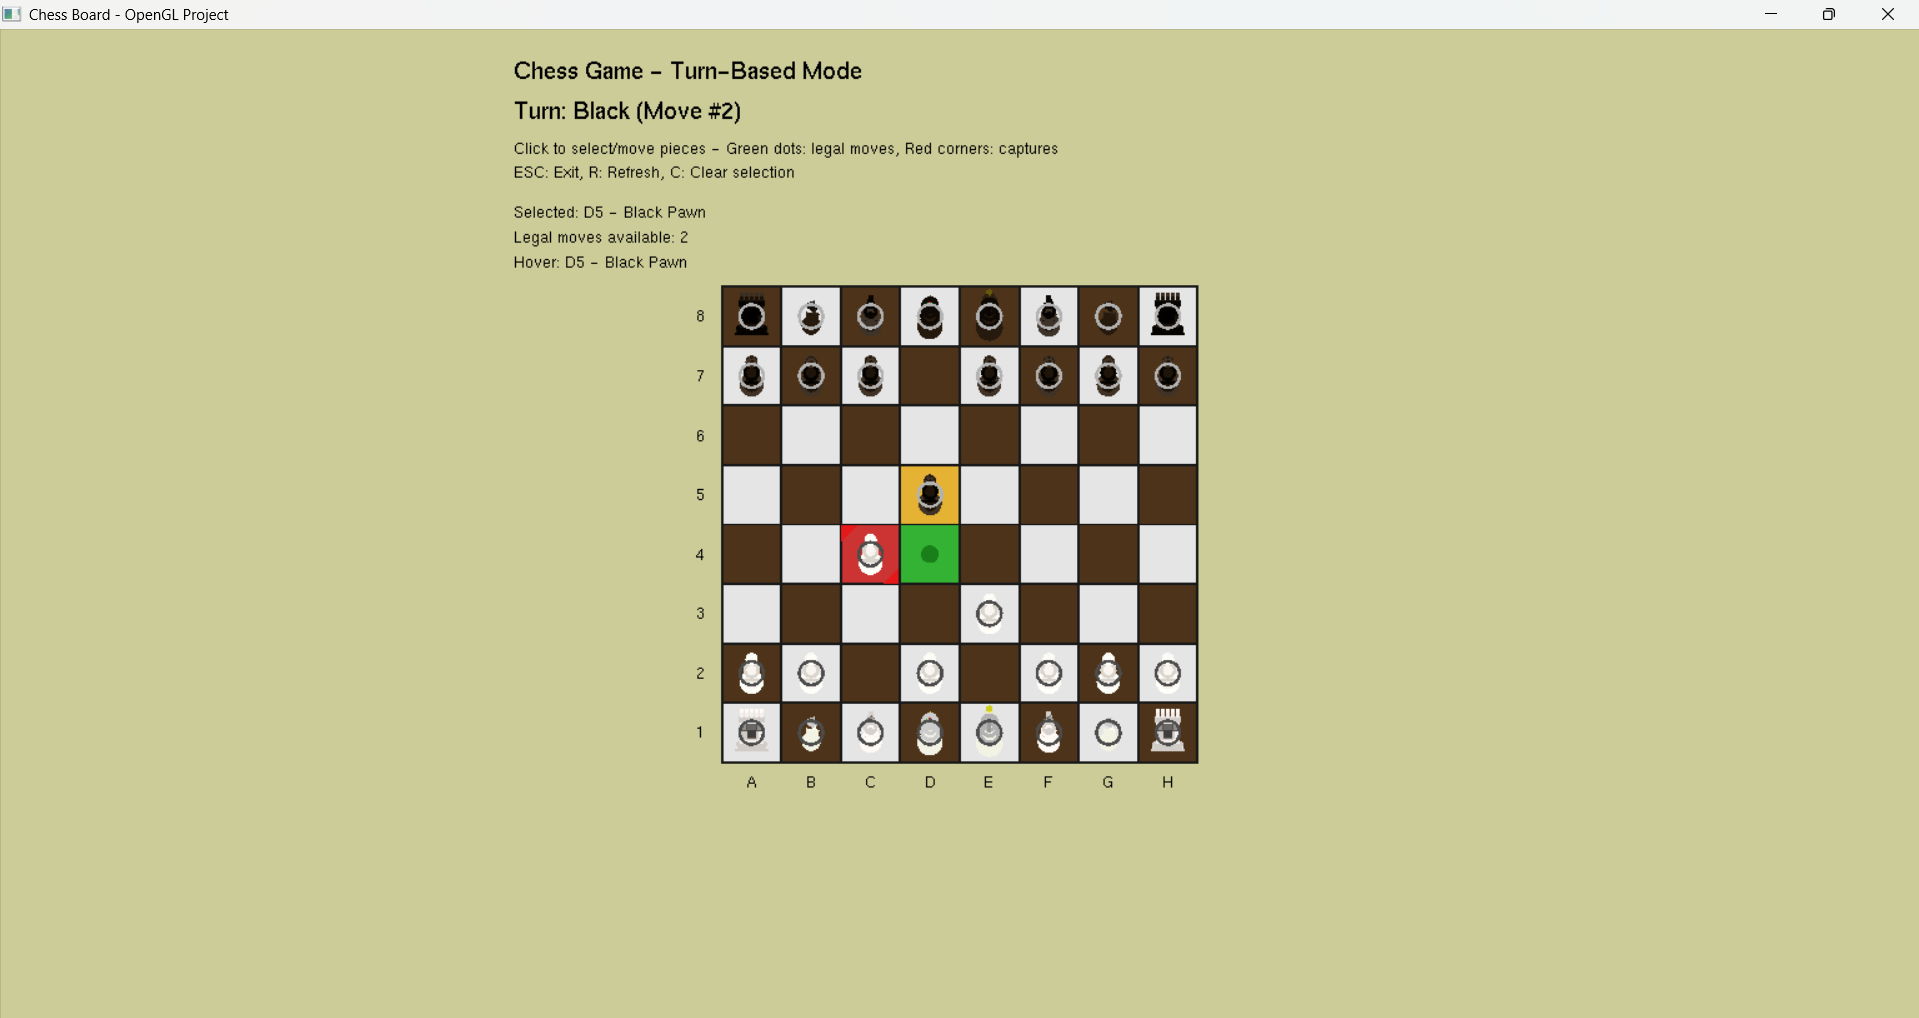 Chess Board - OpenGL Project
Chess Game - Turn-Based Mode
Turn: Black (Move #2)
Click to select/move pieces - Green dots: legal moves, Red corners: captures
ESC: Exit, R: Refresh, C: Clear selection
Selected: D5 - Black Pawn
Legal moves available: 2
Hover: D5 - Black Pawn
8
7
6
5
4
3
2
1
A B C D E F G H